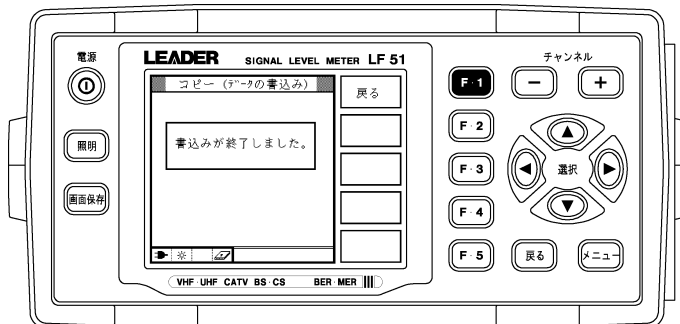 電源
LEADER SIGNAL LEVEL METER LF 51
チャンネル
コピー (ﾃﾞｰﾀの書込み)
戻る
F·1
－
＋
照明
書込みが終了しました。
F·2
F·3
選択
画面保存
F·4
F·5
戻る
メニュー
VHF·UHF CATV BS·CS BER·MER